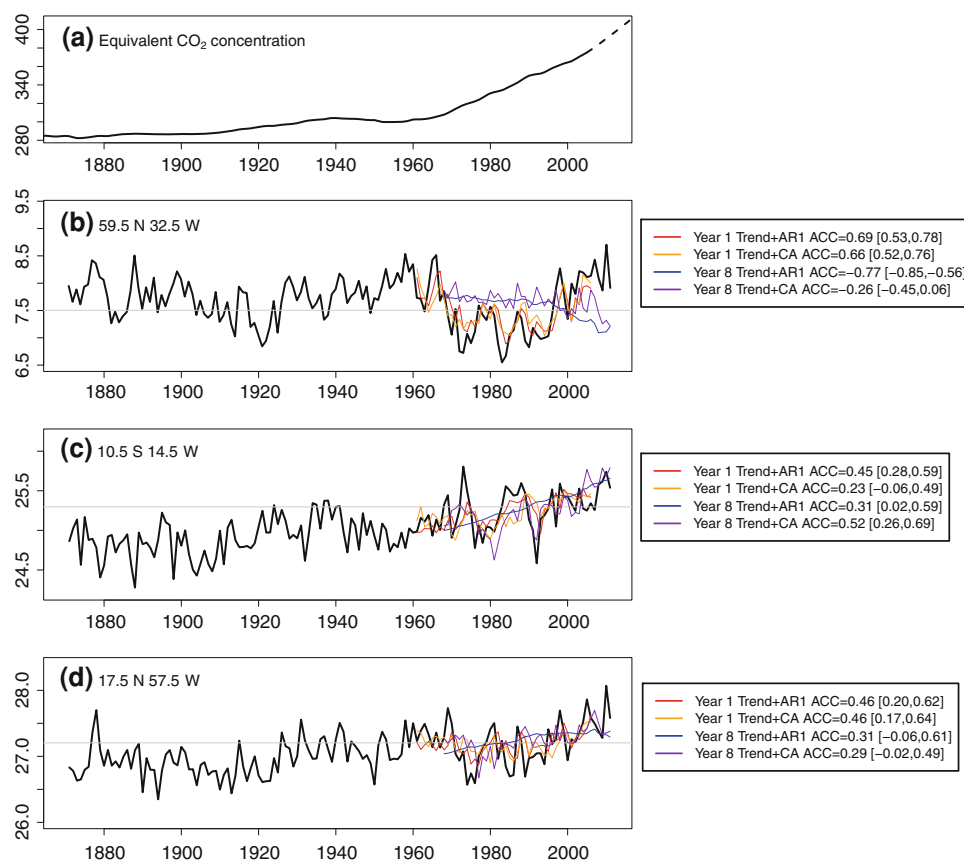 (a) Equivalent CO₂ concentration
400
340
280
1880 1900 1920 1940 1960 1980 2000
(b) 59.5 N 32.5 W
9.5
8.5
7.5
6.5
1880 1900 1920 1940 1960 1980 2000
Year 1 Trend+AR1 ACC=0.69 [0.53,0.78]
Year 1 Trend+CA ACC=0.66 [0.52,0.76]
Year 8 Trend+AR1 ACC=−0.77 [−0.85,−0.56]
Year 8 Trend+CA ACC=−0.26 [−0.45,0.06]
(c) 10.5 S 14.5 W
25.5
24.5
1880 1900 1920 1940 1960 1980 2000
Year 1 Trend+AR1 ACC=0.45 [0.28,0.59]
Year 1 Trend+CA ACC=0.23 [−0.06,0.49]
Year 8 Trend+AR1 ACC=0.31 [0.02,0.59]
Year 8 Trend+CA ACC=0.52 [0.26,0.69]
(d) 17.5 N 57.5 W
28.0
27.0
26.0
1880 1900 1920 1940 1960 1980 2000
Year 1 Trend+AR1 ACC=0.46 [0.20,0.62]
Year 1 Trend+CA ACC=0.46 [0.17,0.64]
Year 8 Trend+AR1 ACC=0.31 [−0.06,0.61]
Year 8 Trend+CA ACC=0.29 [−0.02,0.49]